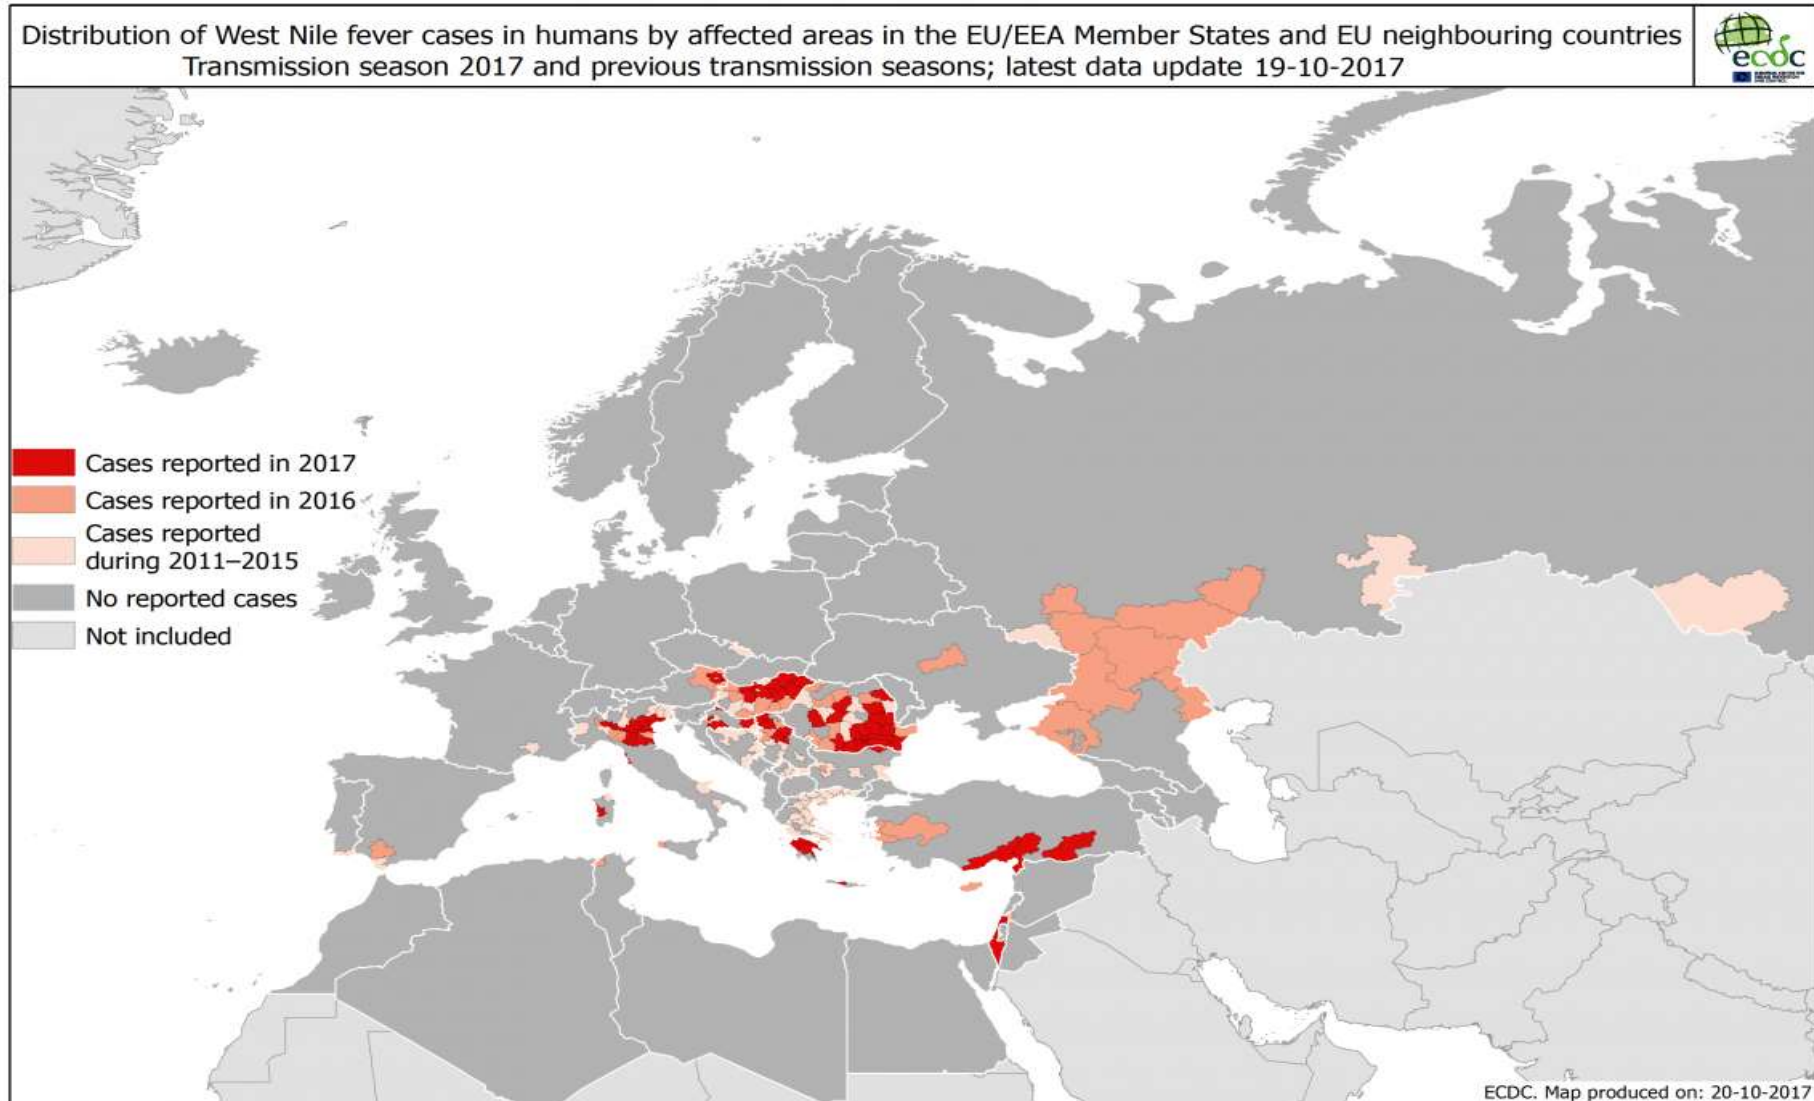 Distribution of West Nile fever cases in humans by affected areas in the EU/EEA Member States and EU neighbouring countries
Transmission season 2017 and previous transmission seasons; latest data update 19-10-2017
ecdc
Cases reported in 2017
Cases reported in 2016
Cases reported
during 2011–2015
No reported cases
Not included
ECDC. Map produced on: 20-10-2017